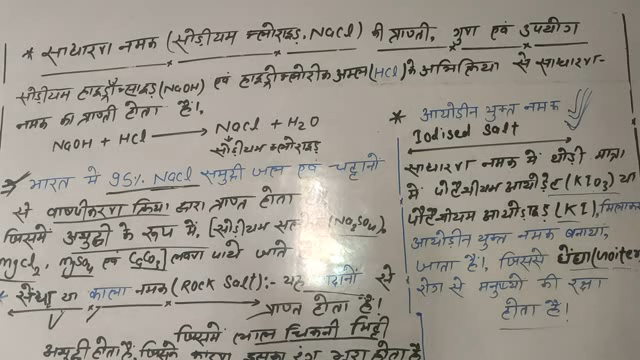 * साधारण नमक (सोडीयम क्लोराइड, NaCl) की प्राप्ती, गुण एवं उपयोग
सोडीयम हाइड्रौक्साइड (NaOH) एवं हाइड्रोक्लोरीक अम्ल (HCl) के अभिक्रिया से साधारण-
नमक की प्राप्ती होता है।,
NaOH + HCl → NaCl + H2O
सोडीयम क्लोराइड
भारत में 95% NaCl समुद्री जल एवं चट्टानो
से वाष्पीकरण क्रिया द्वारा प्राप्त होता
जिसमें अशुद्धी के रूप में, [सोडीयम (Na2SO4),
MgCl2, MgSO4 एवं लवण पाये जाते
* सेंधा या काला नमक (Rock Salt):- यह से
प्राप्त होता है।
जिसमें लाल चिकनी मिट्टी
अशुद्धी होता है, जिसके कारण इसका रंग भूरा होता है
* आयोडीन युक्त नमक
Iodised Salt
साधारण नमक में थोड़ी मात्रा
में पोटैशीयम आयोडेट (KIO3) या
पोटैशीयम आयोडाइड (KI), मिलाकर
आयोडीन युक्त नमक बनाया
जाता है।, जिससे घेंघा (Goiter)
रोग से मनुष्यो की रक्षा
होता है।